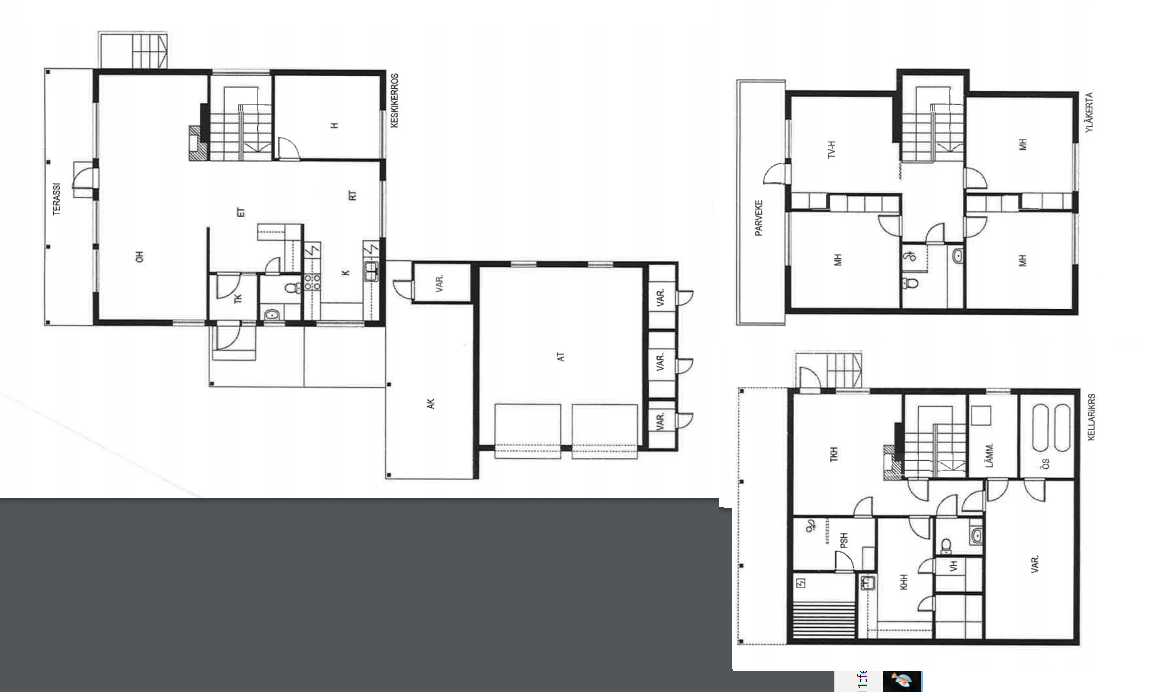 KESKIKERROS
H
TERASSI
RT
ET
OH
K
TK
VAR.
VAR.
AT
VAR.
AK
VAR.
YLÄKERTA
TV-H
MH
PARVEKE
MH
MH
KELLARIKRS
TKH
LÄMM.
ÖS
PSH
VH
VAR.
KHH